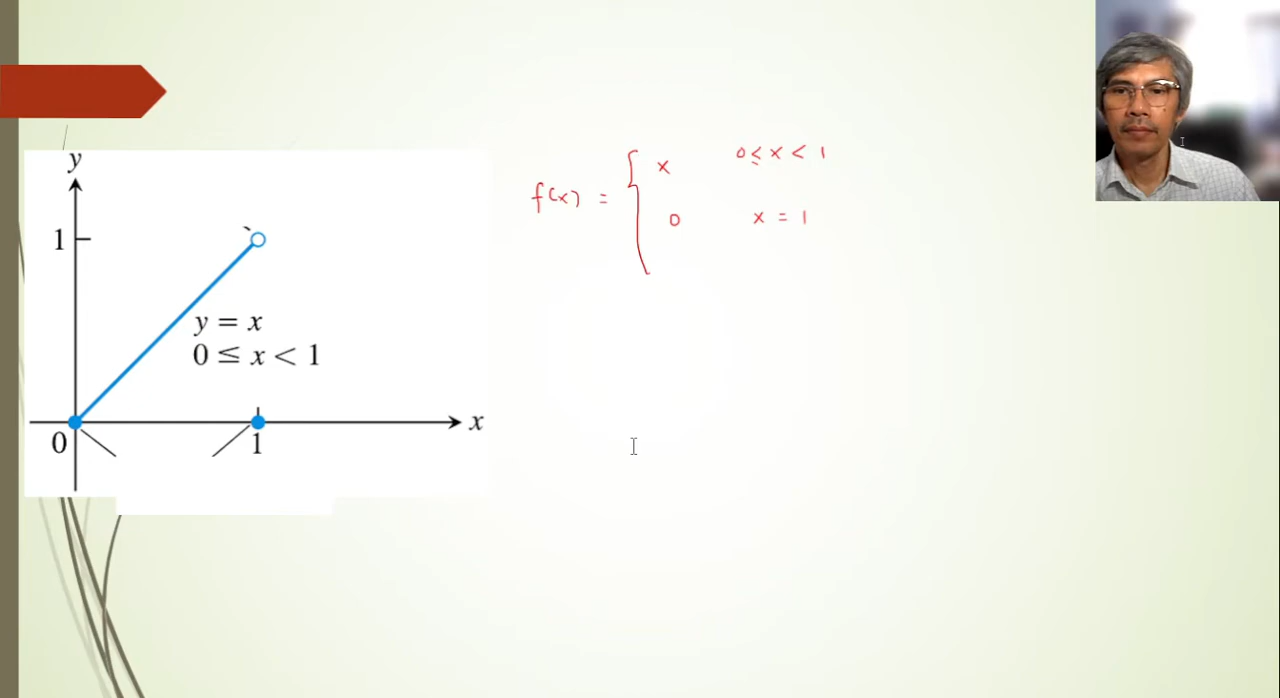 y
1
y = x
0 ≤ x < 1
x
0
1
f(x) = { x 0 ≤ x < 1
0 x = 1